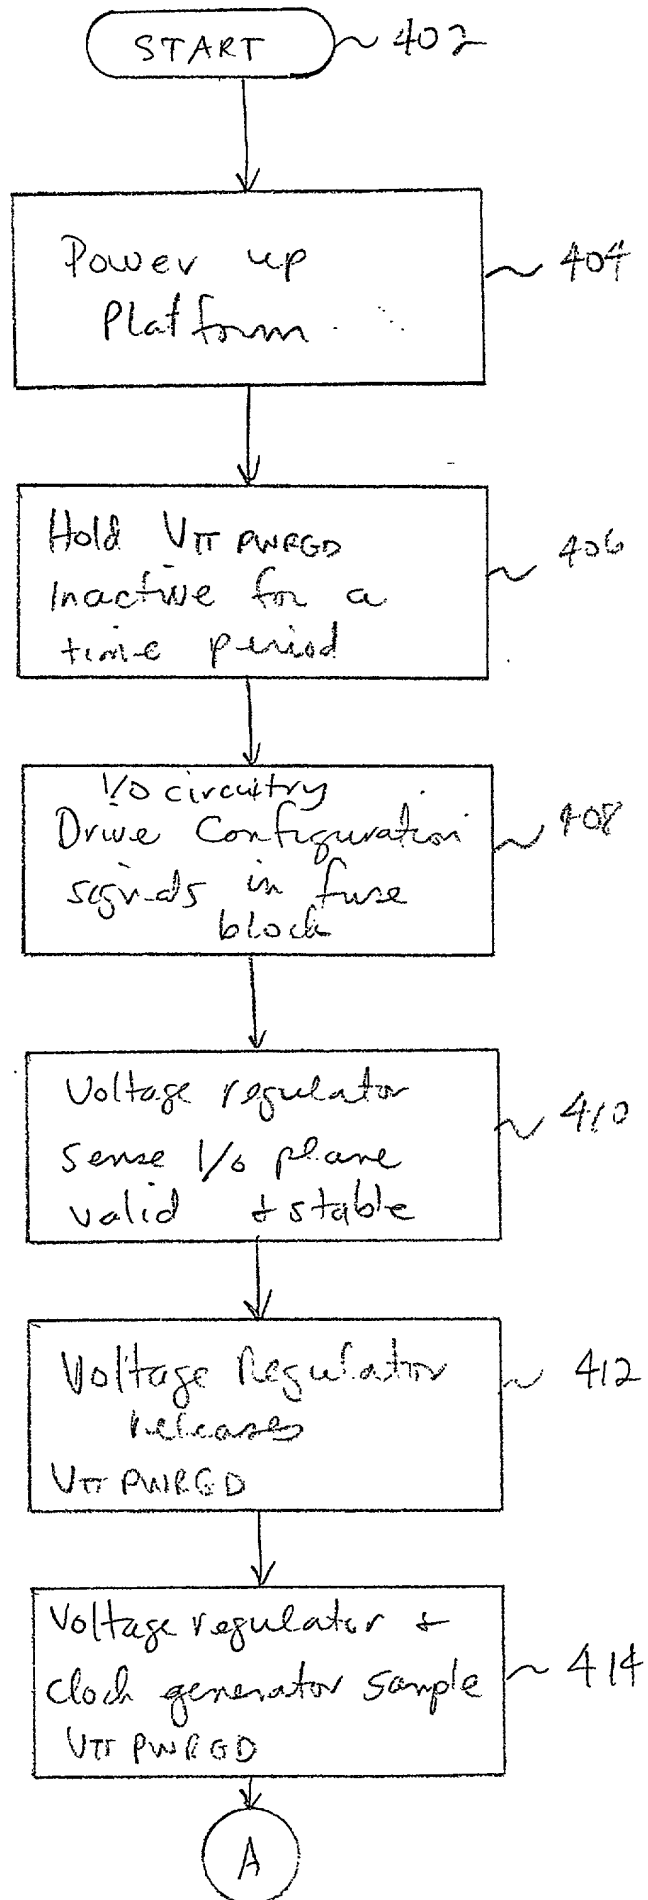 START 402
Power up
Platform
404
Hold VTT PWRGD
Inactive for a
time period
406
I/O circuitry
Drive Configuration
signals in fuse
block
408
Voltage regulator
sense I/O plane
valid & stable
410
Voltage Regulator
releases
VTT PWRGD
412
Voltage regulator &
Clock generator sample
VTT PWRGD
414
A